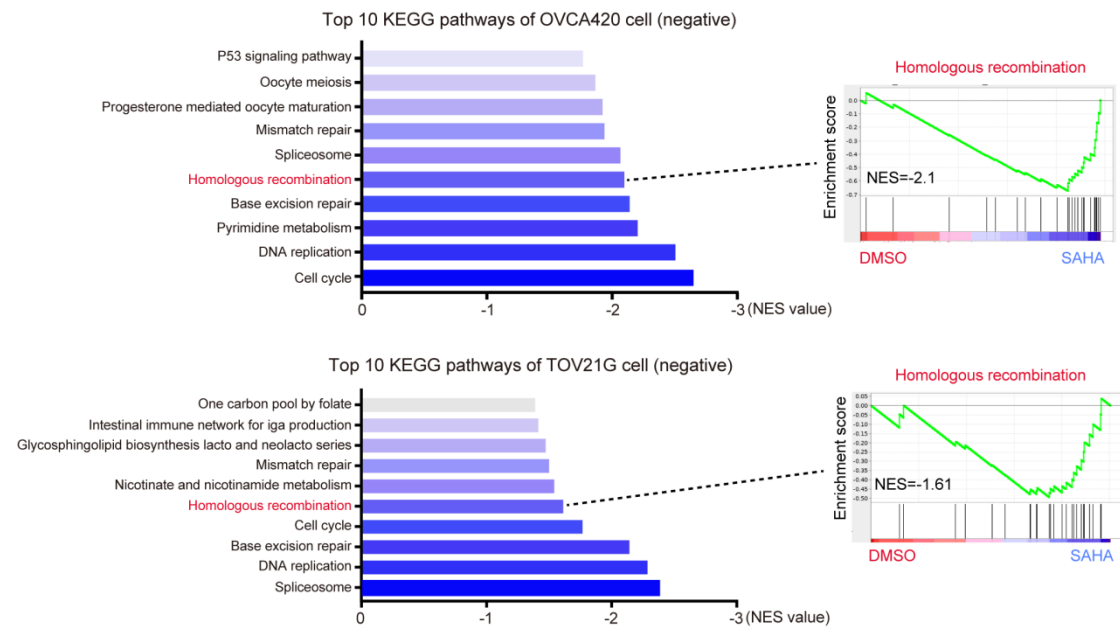 Top 10 KEGG pathways of OVCA420 cell (negative)
P53 signaling pathway
Oocyte meiosis
Progesterone mediated oocyte maturation
Mismatch repair
Spliceosome
Homologous recombination
Base excision repair
Pyrimidine metabolism
DNA replication
Cell cycle
0 -1 -2 -3 (NES value)
Homologous recombination
Enrichment score
0.0
-0.1
-0.2
-0.3
-0.4
-0.5
-0.6
-0.7
NES=-2.1
DMSO SAHA
Top 10 KEGG pathways of TOV21G cell (negative)
One carbon pool by folate
Intestinal immune network for iga production
Glycosphingolipid biosynthesis lacto and neolacto series
Mismatch repair
Nicotinate and nicotinamide metabolism
Homologous recombination
Cell cycle
Base excision repair
DNA replication
Spliceosome
0 -1 -2 -3 (NES value)
Homologous recombination
Enrichment score
0.05
0.00
-0.05
-0.10
-0.15
-0.20
-0.25
-0.30
-0.35
-0.40
-0.45
-0.50
NES=-1.61
DMSO SAHA